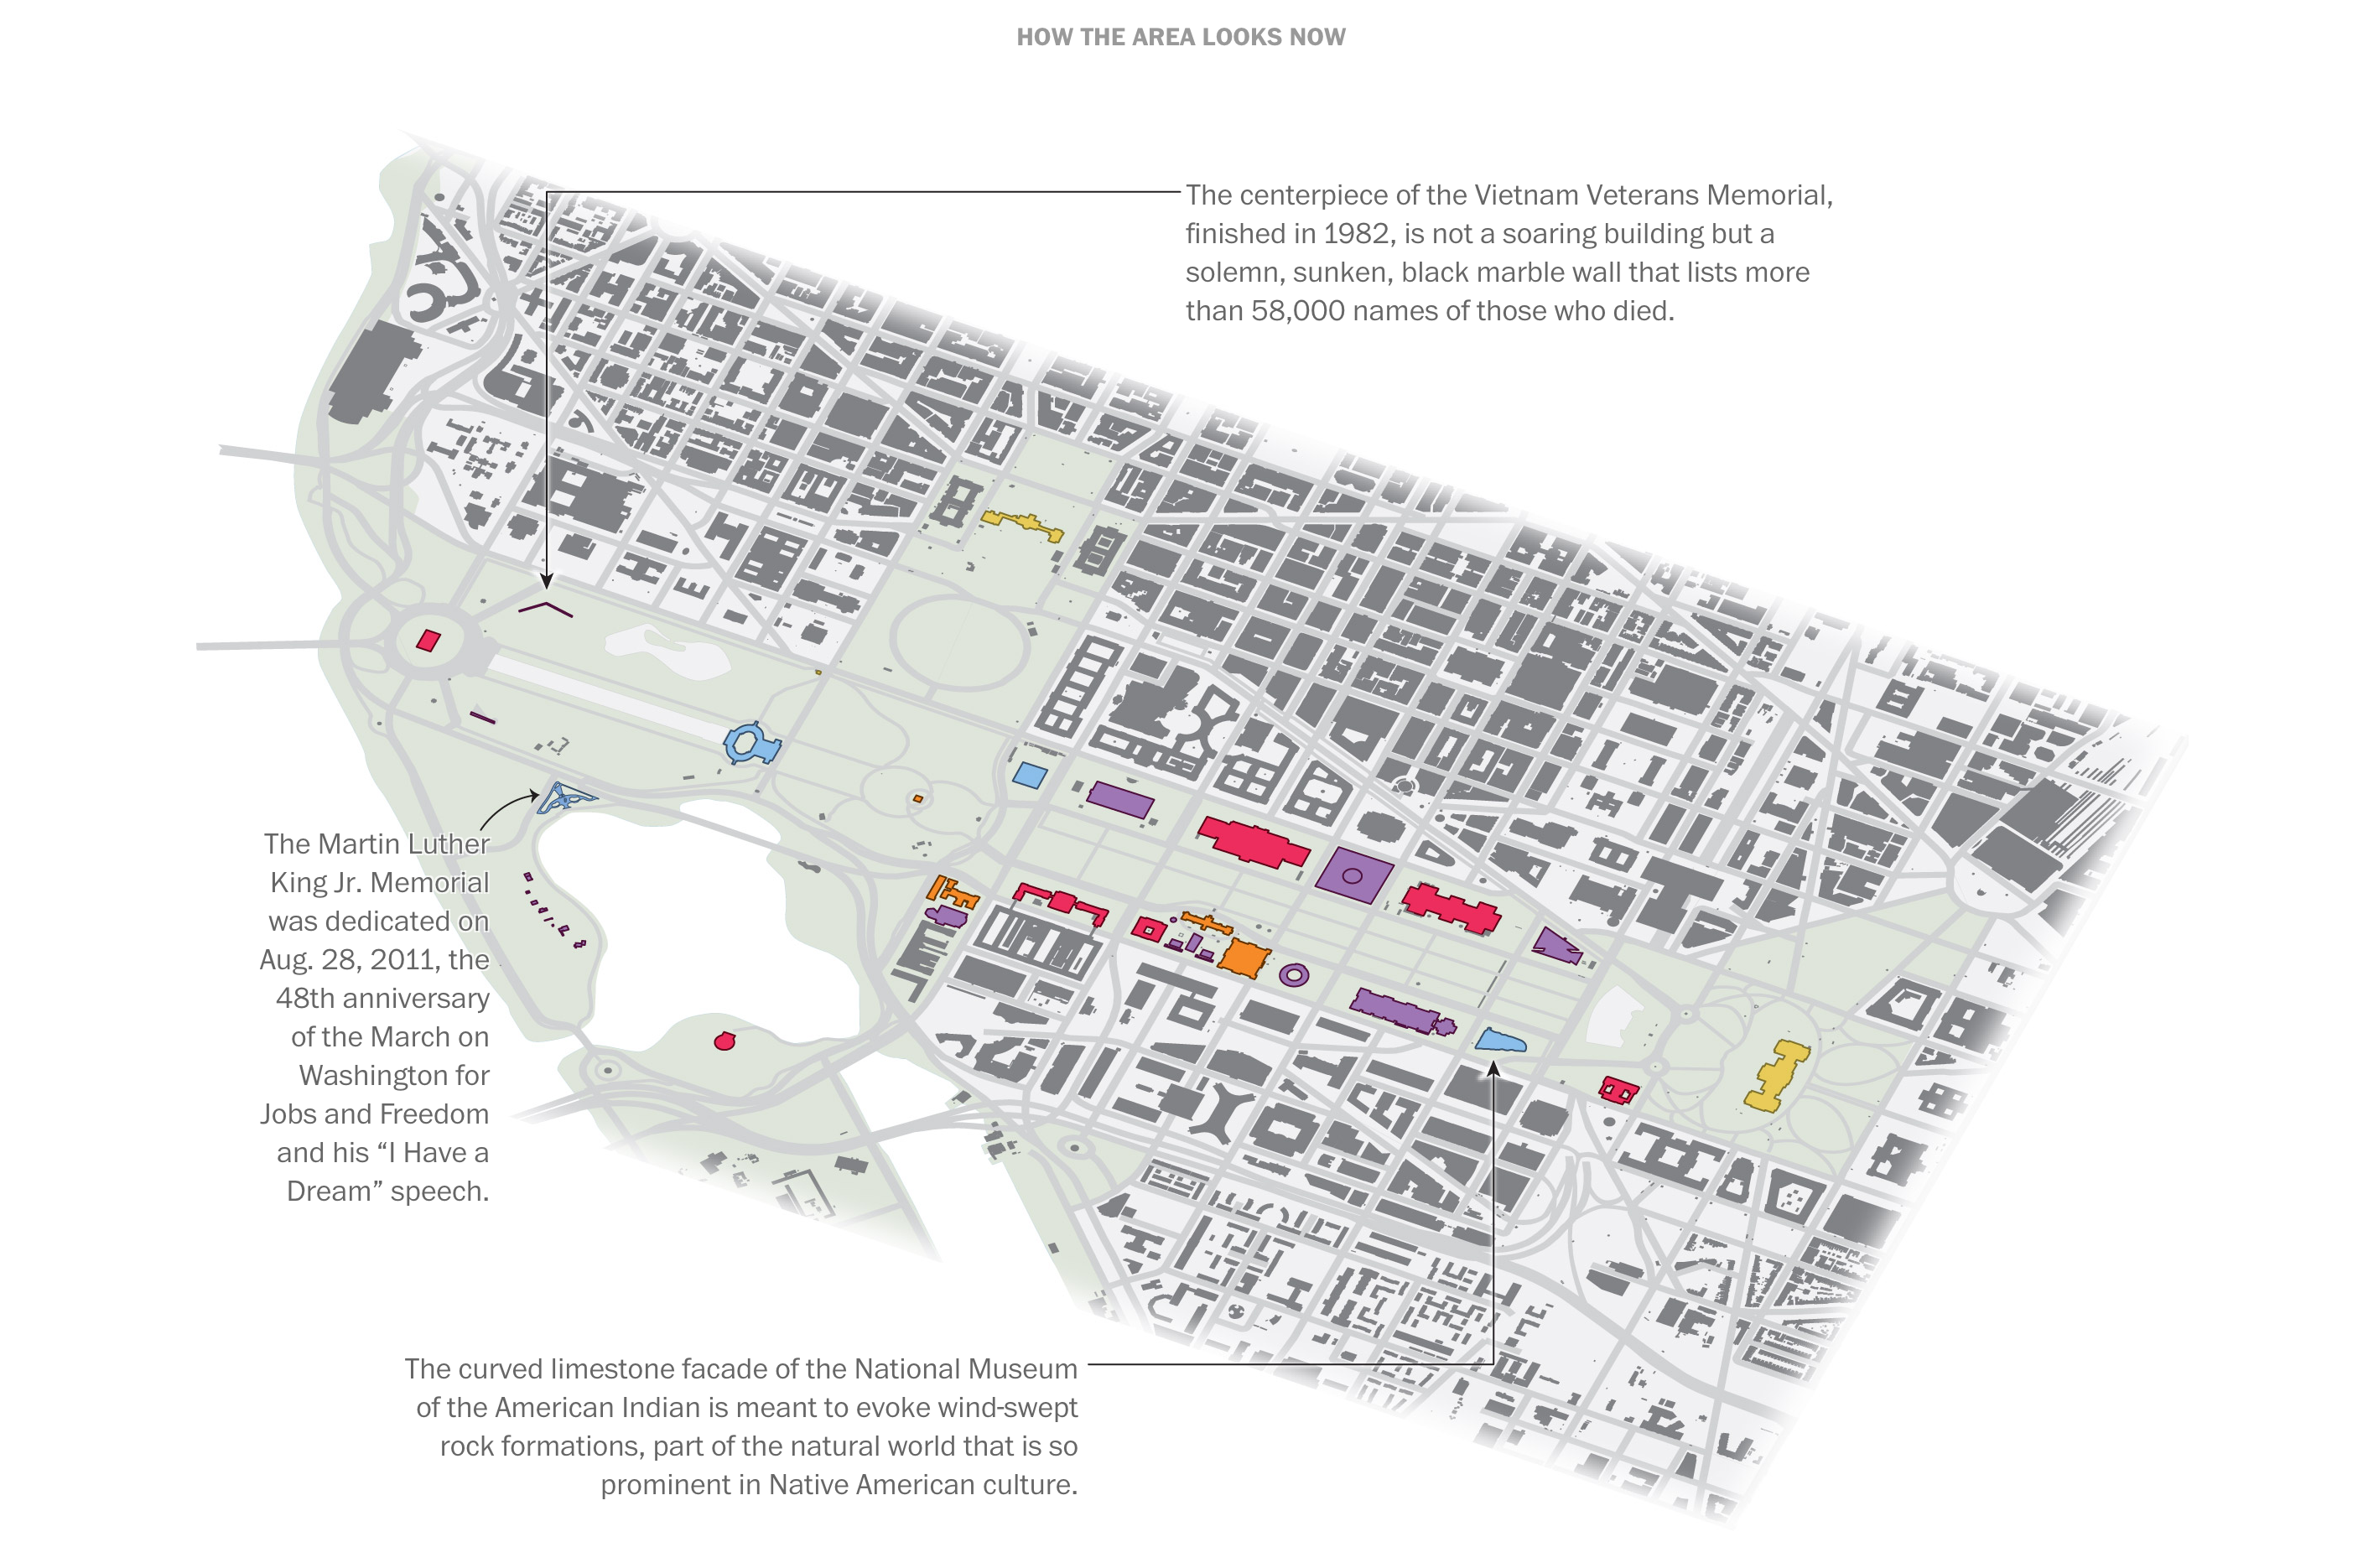 HOW THE AREA LOOKS NOW
The centerpiece of the Vietnam Veterans Memorial,
finished in 1982, is not a soaring building but a
solemn, sunken, black marble wall that lists more
than 58,000 names of those who died.
The Martin Luther
King Jr. Memorial
was dedicated on
Aug. 28, 2011, the
48th anniversary
of the March on
Washington for
Jobs and Freedom
and his “I Have a
Dream” speech.
The curved limestone facade of the National Museum
of the American Indian is meant to evoke wind-swept
rock formations, part of the natural world that is so
prominent in Native American culture.